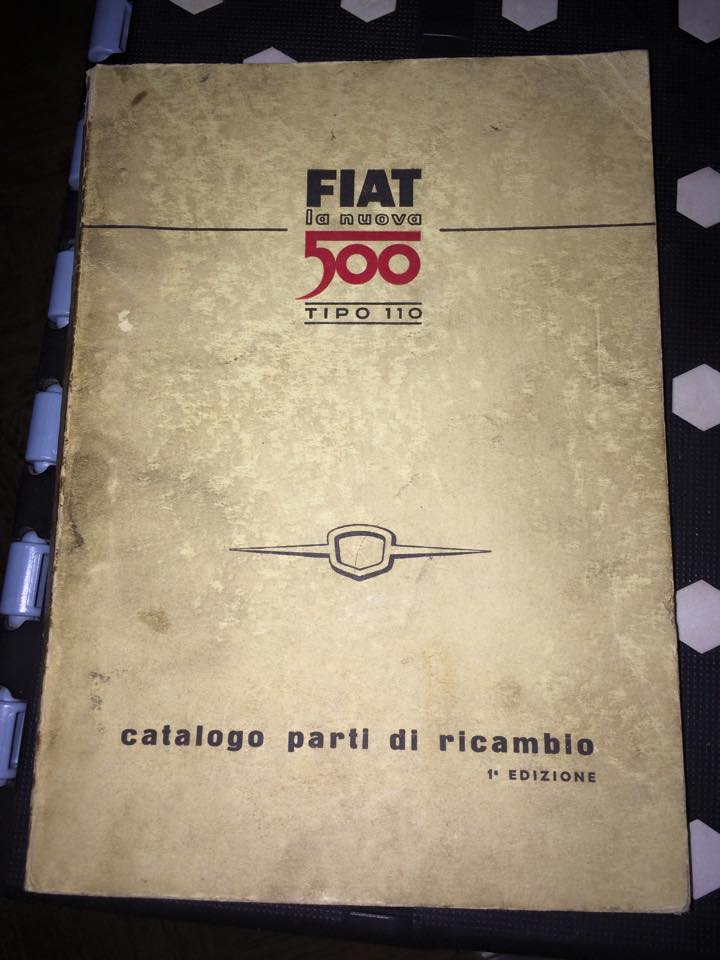 FIAT
la nuova
500
TIPO 110
catalogo parti di ricambio
1ª EDIZIONE